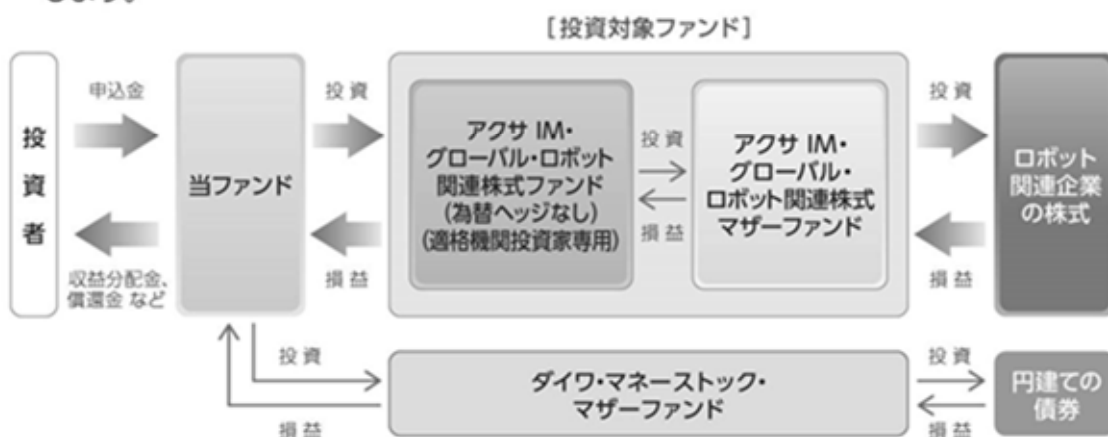 [投資対象ファンド]
投資者
申込金
収益分配金、
償還金 など
当ファンド
投資
損益
アクサ IM・
グローバル・ロボット
関連株式ファンド
(為替ヘッジなし)
(適格機関投資家専用)
投資
損益
アクサ IM・
グローバル・
ロボット関連株式
マザーファンド
投資
損益
ロボット
関連企業
の株式
投資
損益
ダイワ・マネーストック・
マザーファンド
投資
損益
円建ての
債券